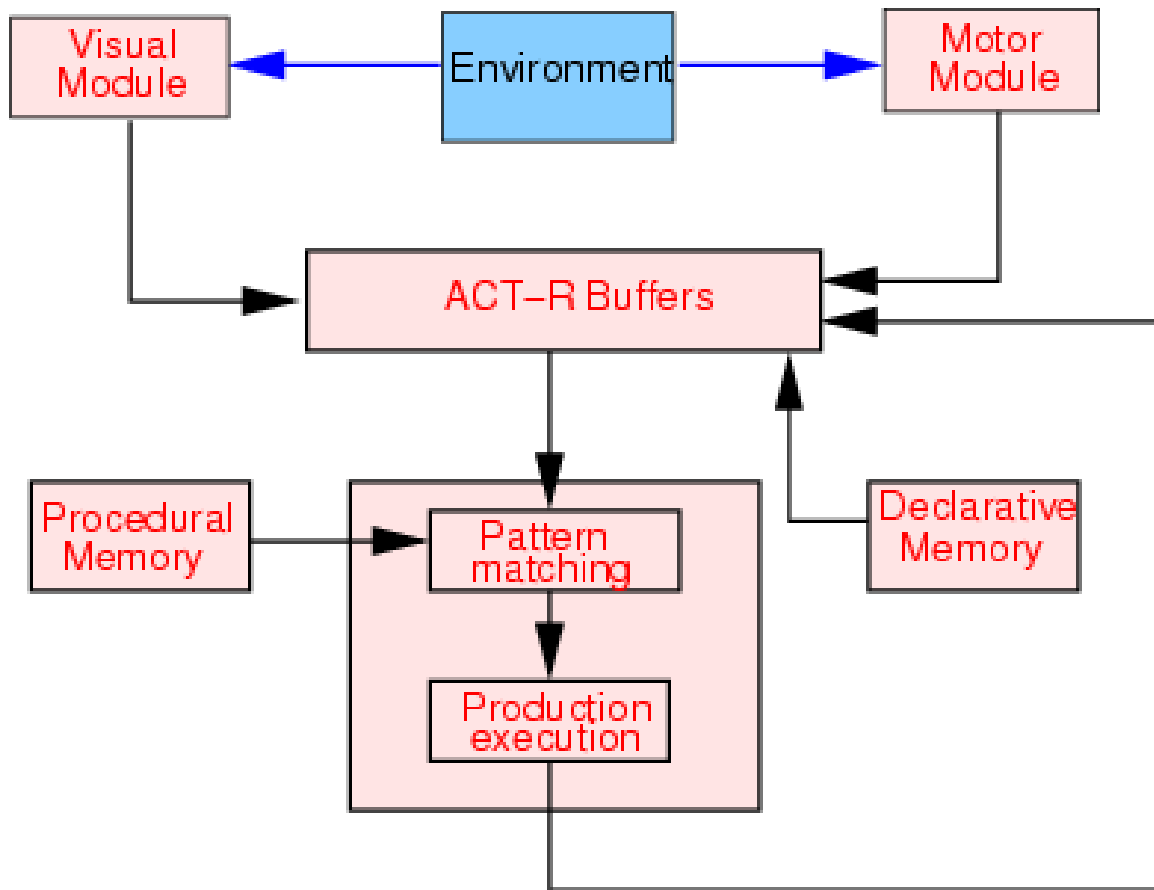 Visual
Module
Environment
Motor
Module
ACT-R Buffers
Procedural
Memory
Pattern
matching
Declarative
Memory
Production
execution